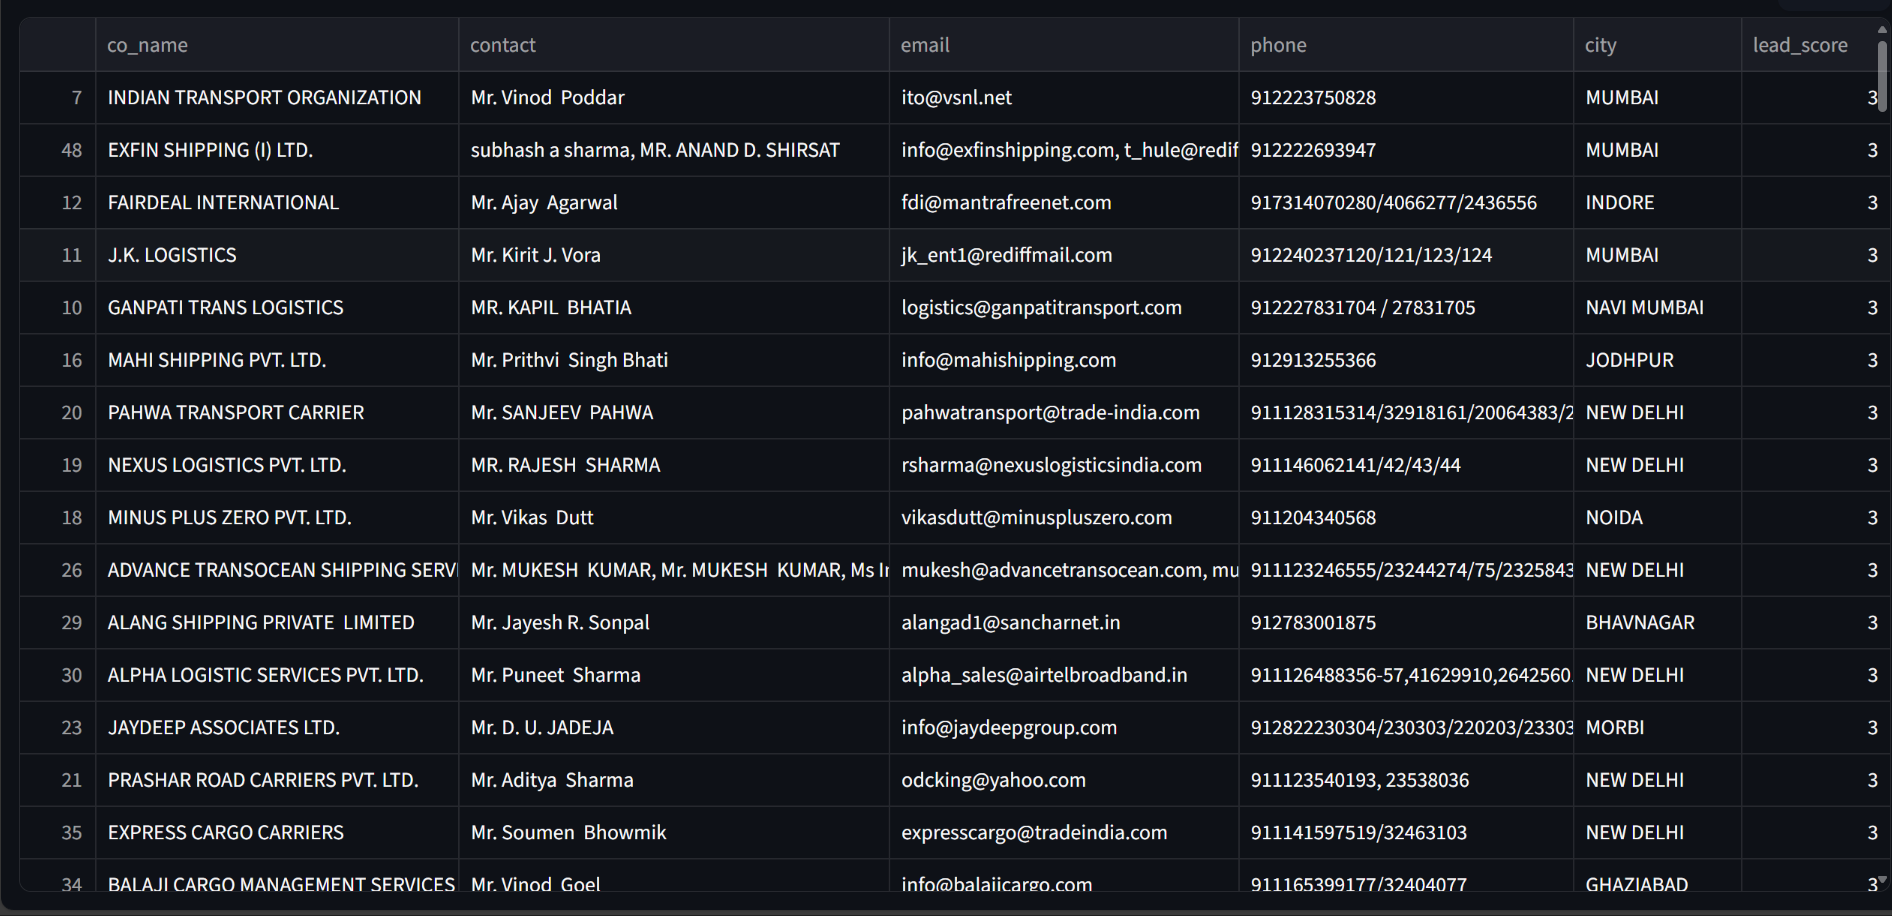 co_name contact email phone city lead_score
7 INDIAN TRANSPORT ORGANIZATION Mr. Vinod  Poddar ito@vsnl.net 912223750828 MUMBAI 3
48 EXFIN SHIPPING (I) LTD. subhash a sharma, MR. ANAND D. SHIRSAT info@exfinshipping.com, t_hule@redif 912222693947 MUMBAI 3
12 FAIRDEAL INTERNATIONAL Mr. Ajay  Agarwal fdi@mantrafreenet.com 917314070280/4066277/2436556 INDORE 3
11 J.K. LOGISTICS Mr. Kirit J. Vora jk_ent1@rediffmail.com 912240237120/121/123/124 MUMBAI 3
10 GANPATI TRANS LOGISTICS MR. KAPIL  BHATIA logistics@ganpatitransport.com 912227831704 / 27831705 NAVI MUMBAI 3
16 MAHI SHIPPING PVT. LTD. Mr. Prithvi  Singh Bhati info@mahishipping.com 912913255366 JODHPUR 3
20 PAHWA TRANSPORT CARRIER Mr. SANJEEV  PAHWA pahwatransport@trade-india.com 911128315314/32918161/20064383/2 NEW DELHI 3
19 NEXUS LOGISTICS PVT. LTD. MR. RAJESH  SHARMA rsharma@nexuslogisticsindia.com 911146062141/42/43/44 NEW DELHI 3
18 MINUS PLUS ZERO PVT. LTD. Mr. Vikas  Dutt vikasdutt@minuspluszero.com 911204340568 NOIDA 3
26 ADVANCE TRANSOCEAN SHIPPING SERVI Mr. MUKESH  KUMAR, Mr. MUKESH  KUMAR, Ms mukesh@advancetransocean.com, mu 911123246555/23244274/75/2325843 NEW DELHI 3
29 ALANG SHIPPING PRIVATE  LIMITED Mr. Jayesh R. Sonpal alangad1@sancharnet.in 912783001875 BHAVNAGAR 3
30 ALPHA LOGISTIC SERVICES PVT. LTD. Mr. Puneet  Sharma alpha_sales@airtelbroadband.in 911126488356-57,41629910,2642560 NEW DELHI 3
23 JAYDEEP ASSOCIATES LTD. Mr. D. U. JADEJA info@jaydeepgroup.com 912822230304/230303/220203/23303 MORBI 3
21 PRASHAR ROAD CARRIERS PVT. LTD. Mr. Aditya  Sharma odcking@yahoo.com 911123540193, 23538036 NEW DELHI 3
35 EXPRESS CARGO CARRIERS Mr. Soumen  Bhowmik expresscargo@tradeindia.com 911141597519/32463103 NEW DELHI 3
34 BALAJI CARGO MANAGEMENT SERVICES Mr. Vinod  Goel info@balajicargo.com 911165399177/32404077 GHAZIABAD 3